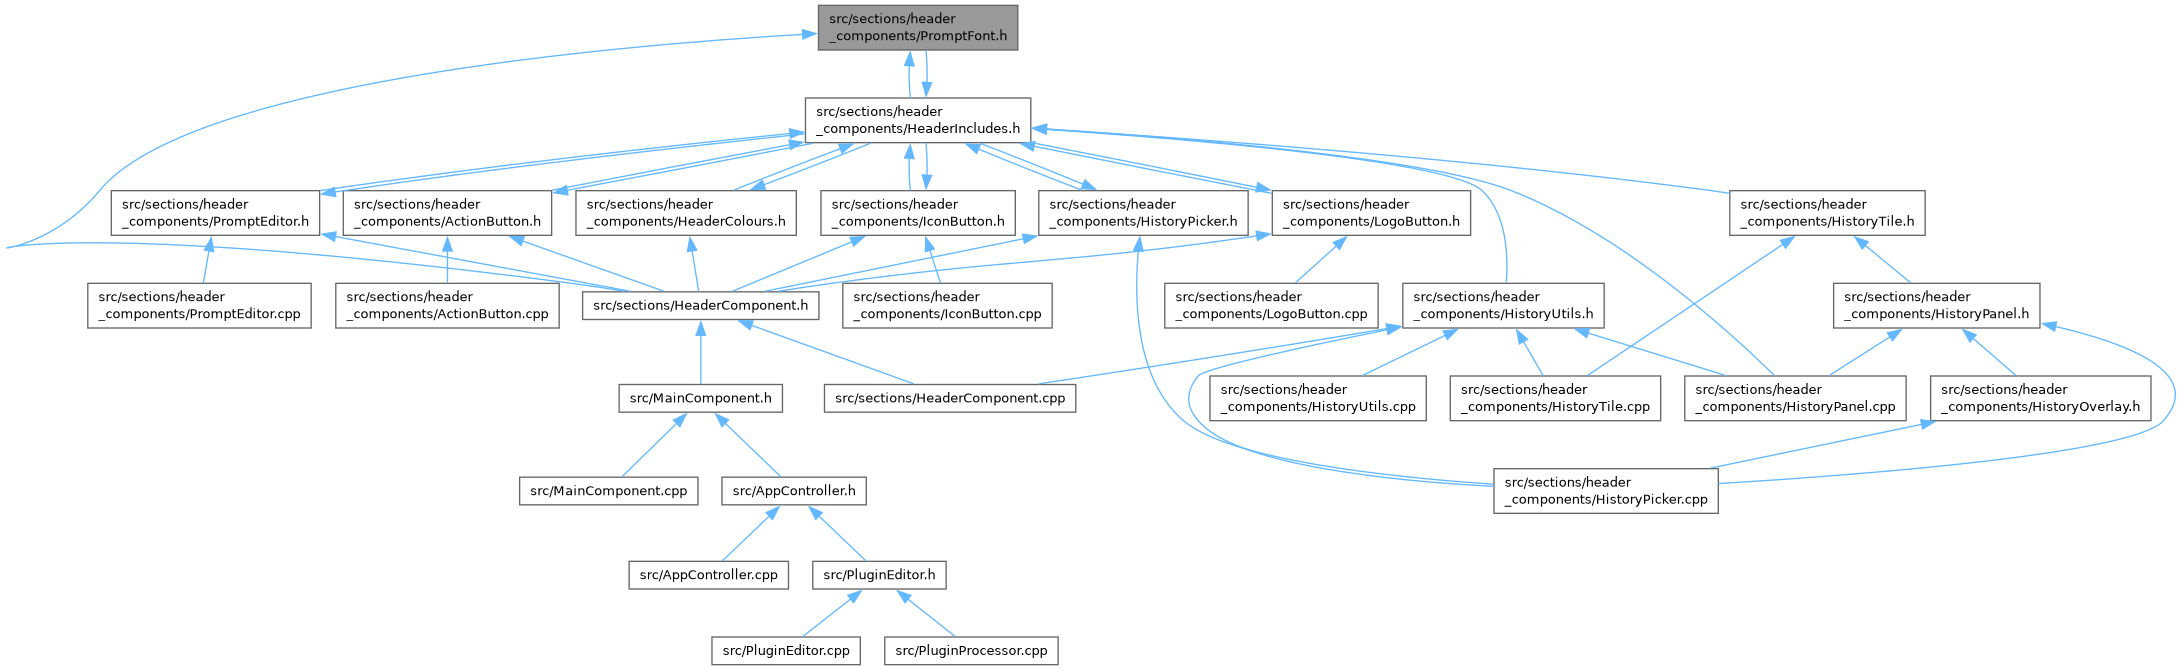 src/sections/header
_components/PromptFont.h
src/sections/header
_components/HeaderIncludes.h
src/sections/header
_components/PromptEditor.h
src/sections/header
_components/ActionButton.h
src/sections/header
_components/HeaderColours.h
src/sections/header
_components/IconButton.h
src/sections/header
_components/HistoryPicker.h
src/sections/header
_components/LogoButton.h
src/sections/header
_components/HistoryTile.h
src/sections/header
_components/PromptEditor.cpp
src/sections/header
_components/ActionButton.cpp
src/sections/HeaderComponent.h
src/sections/header
_components/IconButton.cpp
src/sections/header
_components/LogoButton.cpp
src/sections/header
_components/HistoryUtils.h
src/sections/header
_components/HistoryPanel.h
src/MainComponent.h
src/sections/HeaderComponent.cpp
src/sections/header
_components/HistoryUtils.cpp
src/sections/header
_components/HistoryTile.cpp
src/sections/header
_components/HistoryPanel.cpp
src/sections/header
_components/HistoryOverlay.h
src/MainComponent.cpp
src/AppController.h
src/sections/header
_components/HistoryPicker.cpp
src/AppController.cpp
src/PluginEditor.h
src/PluginEditor.cpp
src/PluginProcessor.cpp